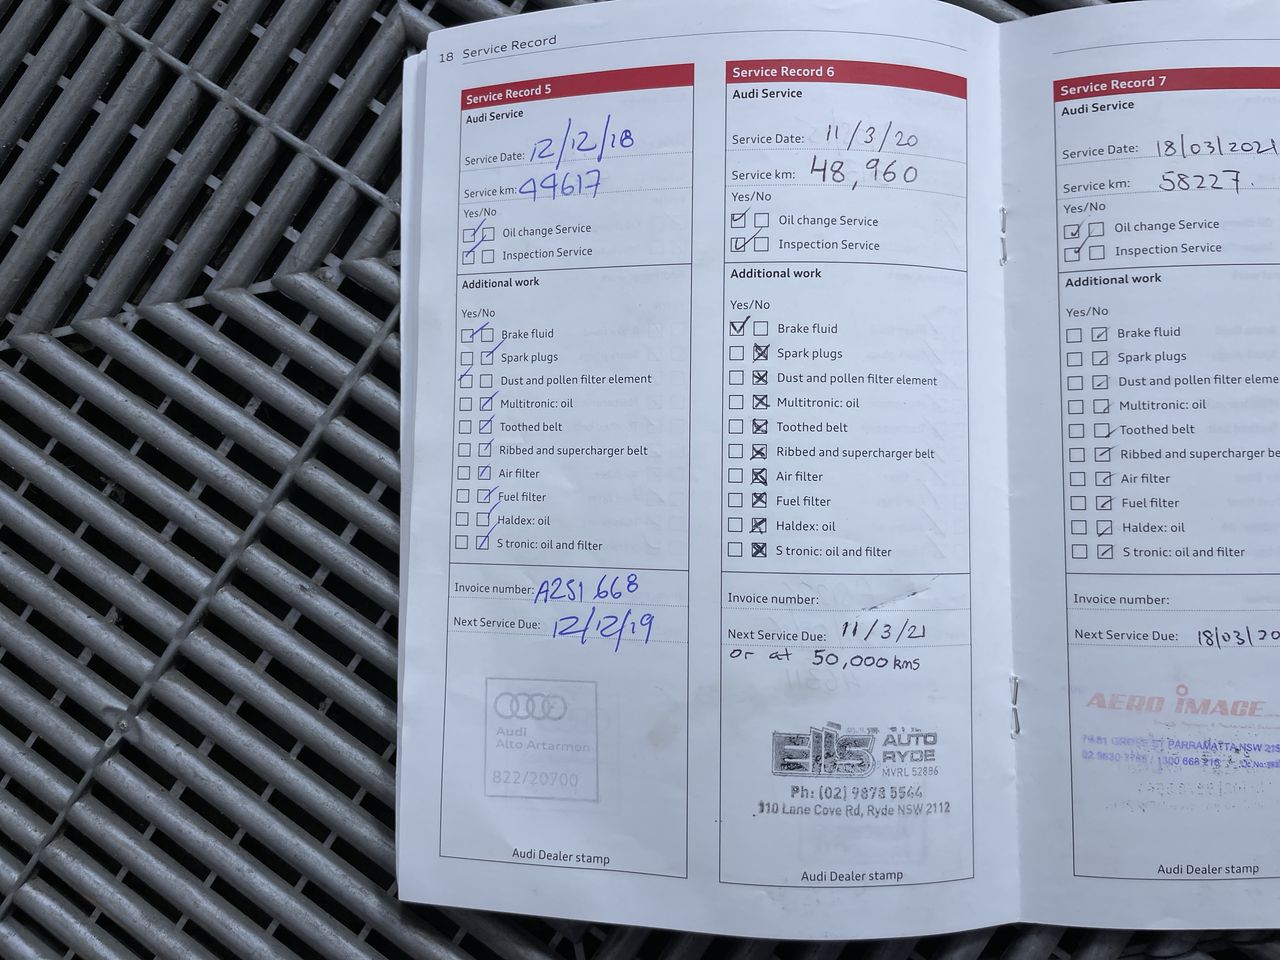 18 Service Record
Service Record 5
Audi Service
Service Date: 12/12/18
Service km: 44617
Yes/No
Oil change Service
Inspection Service
Additional work
Yes/No
Brake fluid
Spark plugs
Dust and pollen filter element
Multitronic: oil
Toothed belt
Ribbed and supercharger belt
Air filter
Fuel filter
Haldex: oil
S tronic: oil and filter
Invoice number: A251668
Next Service Due: 12/12/19
Audi
Alto Artarmon
822/20700
Audi Dealer stamp
Service Record 6
Audi Service
Service Date: 11/3/20
Service km: 48,960
Yes/No
Oil change Service
Inspection Service
Additional work
Yes/No
Brake fluid
Spark plugs
Dust and pollen filter element
Multitronic: oil
Toothed belt
Ribbed and supercharger belt
Air filter
Fuel filter
Haldex: oil
S tronic: oil and filter
Invoice number:
Next Service Due: 11/3/21
or at 50,000 kms
AUTO
RYDE
MVRL 52886
Ph: (02) 9878 5544
110 Lane Cove Rd, Ryde NSW 2112
Audi Dealer stamp
Service Record 7
Audi Service
Service Date: 18/03/2021
Service km: 58227.
Yes/No
Oil change Service
Inspection Service
Additional work
Yes/No
Brake fluid
Spark plugs
Dust and pollen filter eleme
Multitronic: oil
Toothed belt
Ribbed and supercharger be
Air filter
Fuel filter
Haldex: oil
S tronic: oil and filter
Invoice number:
Next Service Due: 18/03/20
AERO IMAGE
PARRAMATTA NSW 215
1300 668 216
Audi Dealer stamp